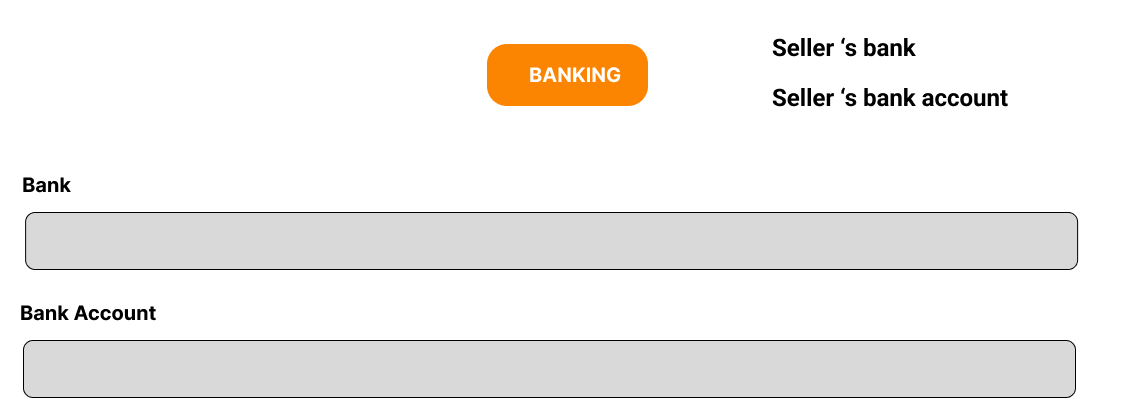 BANKING
Seller ‘s bank
Seller ‘s bank account
Bank
Bank Account